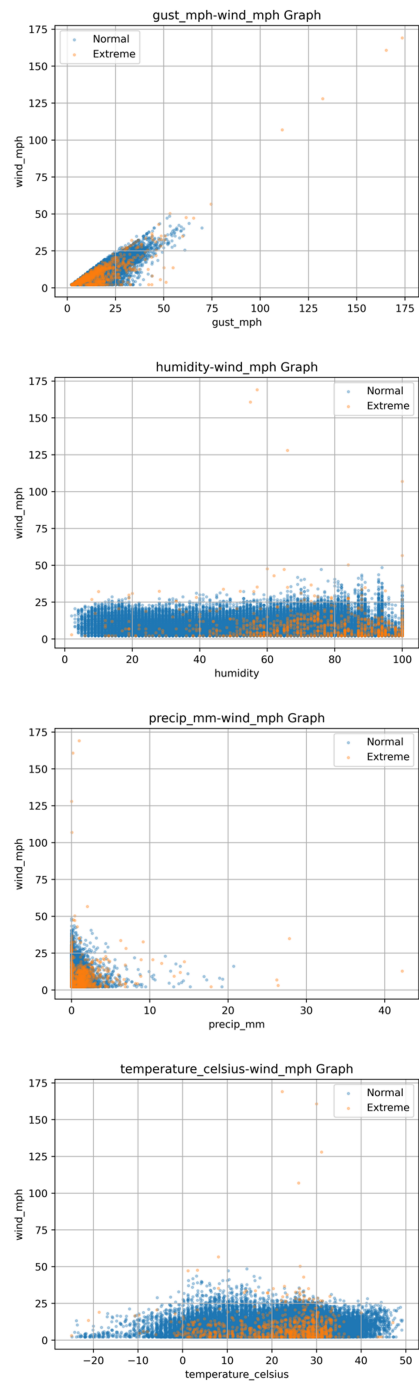 gust_mph-wind_mph Graph
Normal
Extreme
175
150
125
100
75
50
25
0
wind_mph
0 25 50 75 100 125 150 175
gust_mph
humidity-wind_mph Graph
Normal
Extreme
175
150
125
100
75
50
25
0
wind_mph
0 20 40 60 80 100
humidity
precip_mm-wind_mph Graph
Normal
Extreme
175
150
125
100
75
50
25
0
wind_mph
0 10 20 30 40
precip_mm
temperature_celsius-wind_mph Graph
Normal
Extreme
175
150
125
100
75
50
25
0
wind_mph
−20 −10 0 10 20 30 40 50
temperature_celsius